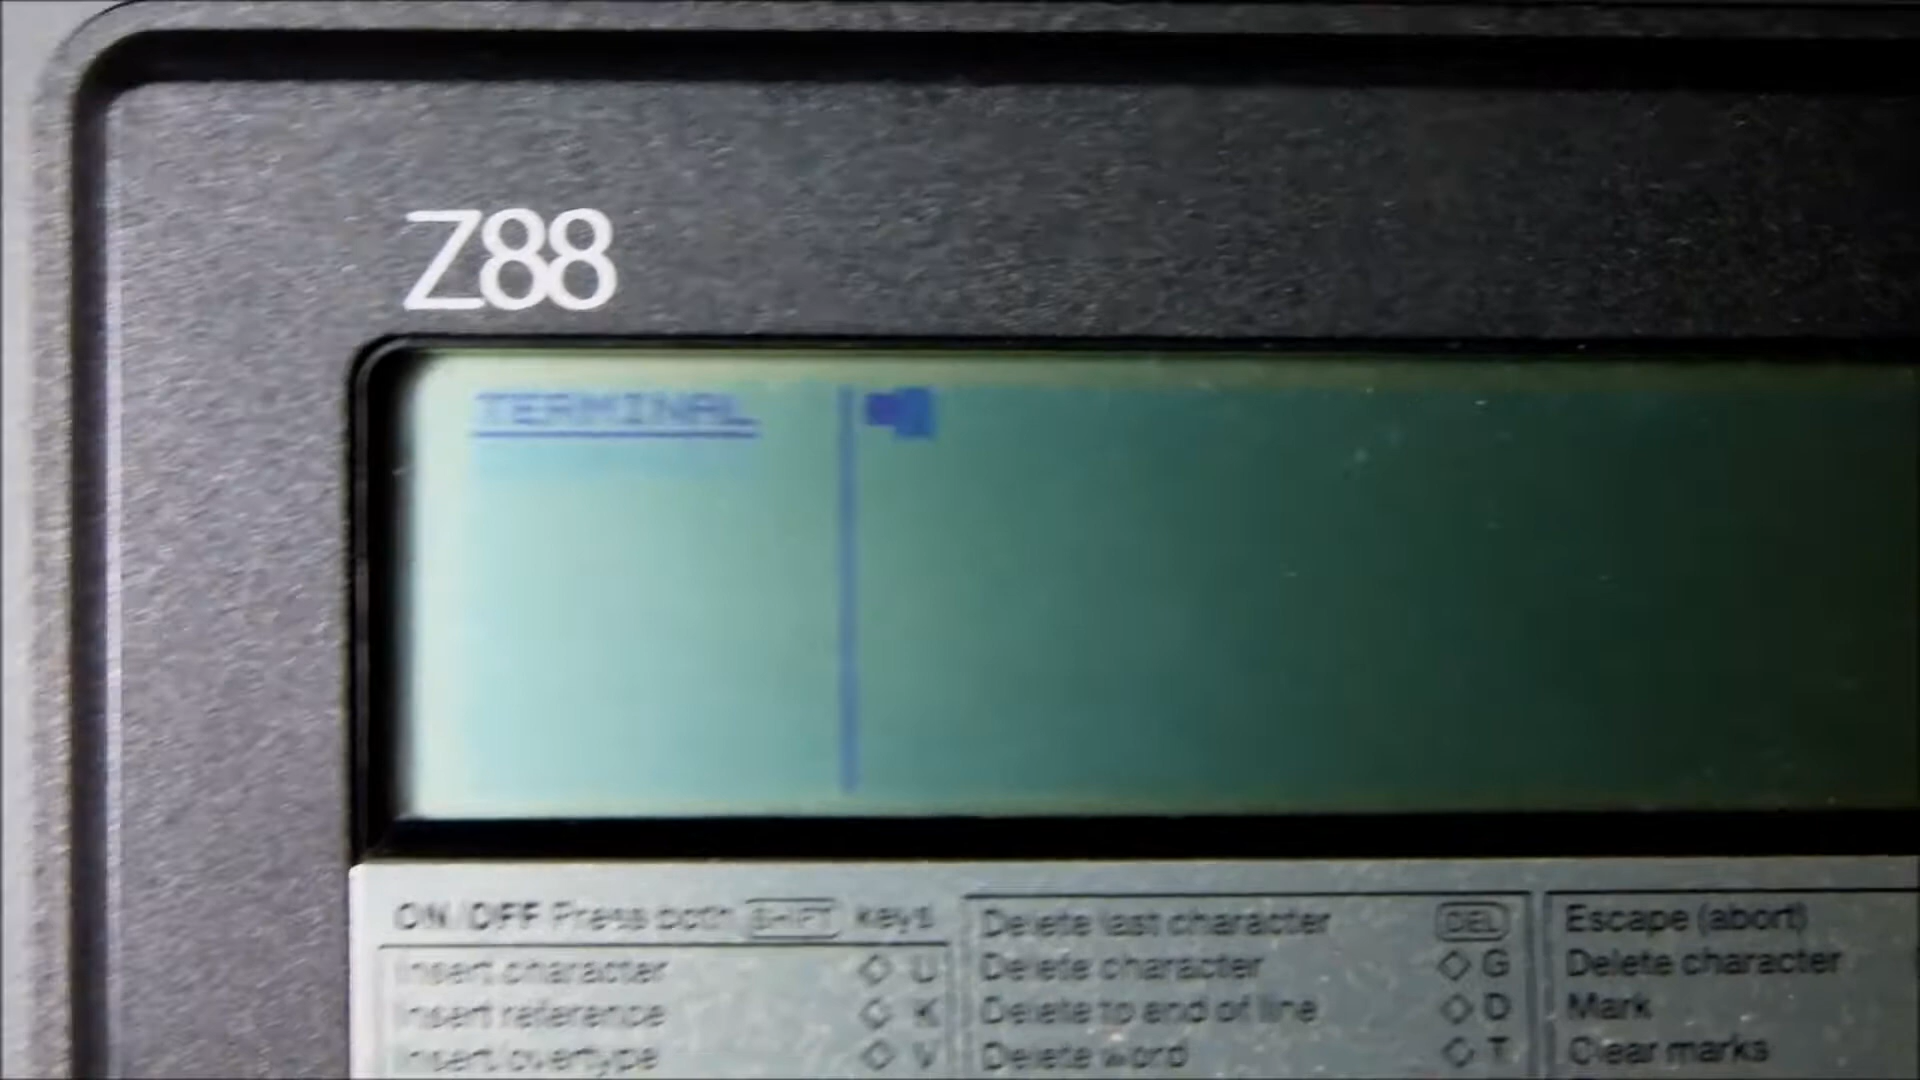 Z88
TERMINAL
ON/OFF Press both SHIFT keys
Insert character ◇ U
Insert reference ◇ K
Insert/overtype ◇ V
Delete last character DEL
Delete character ◇ G
Delete to end of line ◇ D
Delete word ◇ T
Escape (abort)
Delete character
Mark
Clear marks